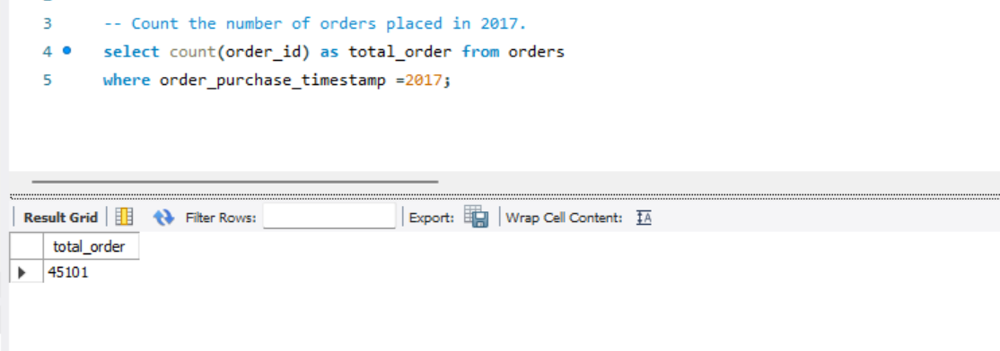 3 -- Count the number of orders placed in 2017.
4 select count(order_id) as total_order from orders
5 where order_purchase_timestamp =2017;
Result Grid Filter Rows: Export: Wrap Cell Content: IA
total_order
45101